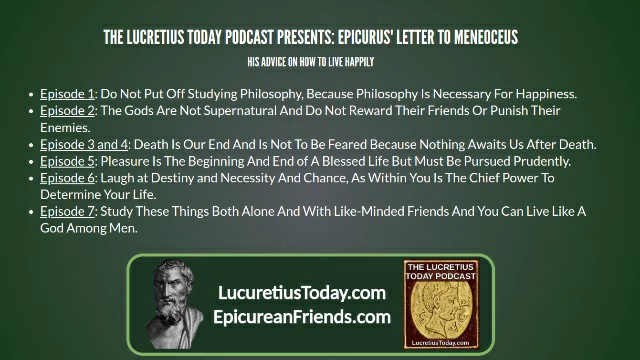 THE LUCRETIUS TODAY PODCAST PRESENTS: EPICURUS' LETTER TO MENOECEUS
HIS ADVICE ON HOW TO LIVE HAPPILY
• Episode 1: Do Not Put Off Studying Philosophy, Because Philosophy Is Necessary For Happiness.
• Episode 2: The Gods Are Not Supernatural And Do Not Reward Their Friends Or Punish Their
Enemies.
• Episode 3 and 4: Death Is Our End And Is Not To Be Feared Because Nothing Awaits Us After Death.
• Episode 5: Pleasure Is The Beginning And End of A Blessed Life But Must Be Pursued Prudently.
• Episode 6: Laugh at Destiny and Necessity And Chance, As Within You Is The Chief Power To
Determine Your Life.
• Episode 7: Study These Things Both Alone And With Like-Minded Friends And You Can Live Like A
God Among Men.
LucuretiusToday.com
EpicureanFriends.com
THE LUCRETIUS
TODAY PODCAST
LucretiusToday.com